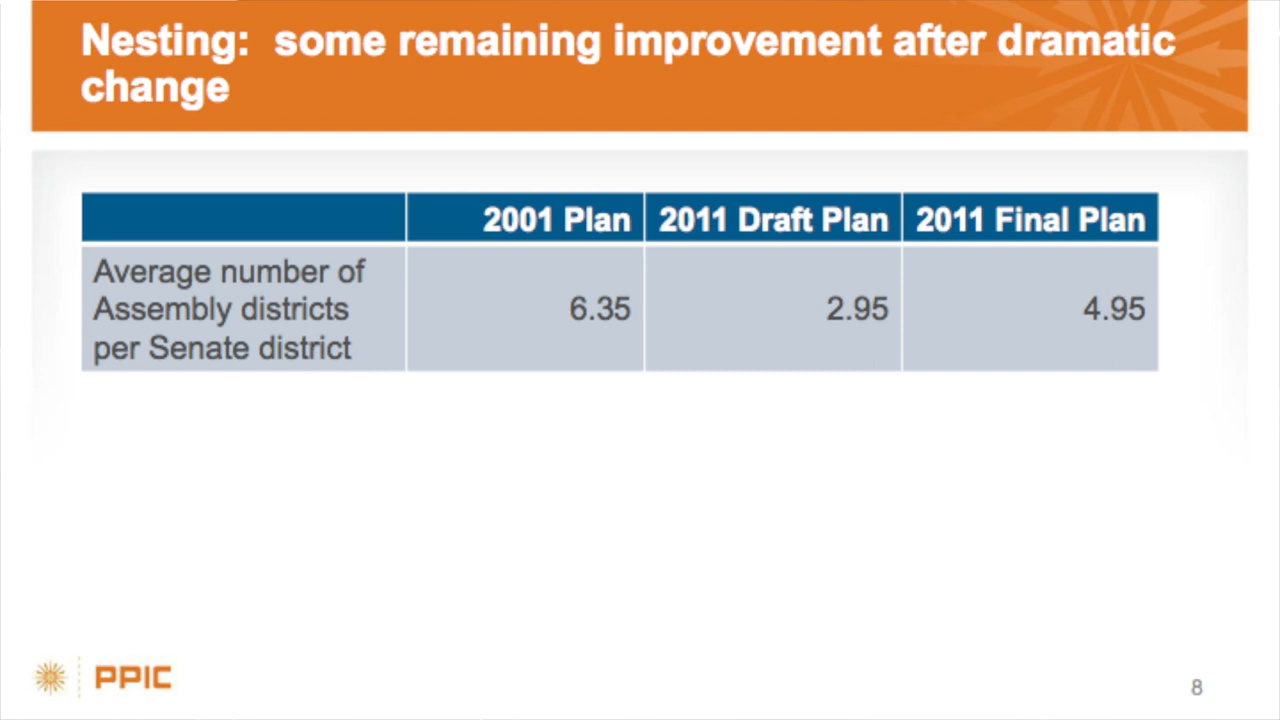 Nesting:  some remaining improvement after dramatic
change
2001 Plan 2011 Draft Plan 2011 Final Plan
Average number of
Assembly districts
per Senate district
6.35 2.95 4.95
PPIC
8